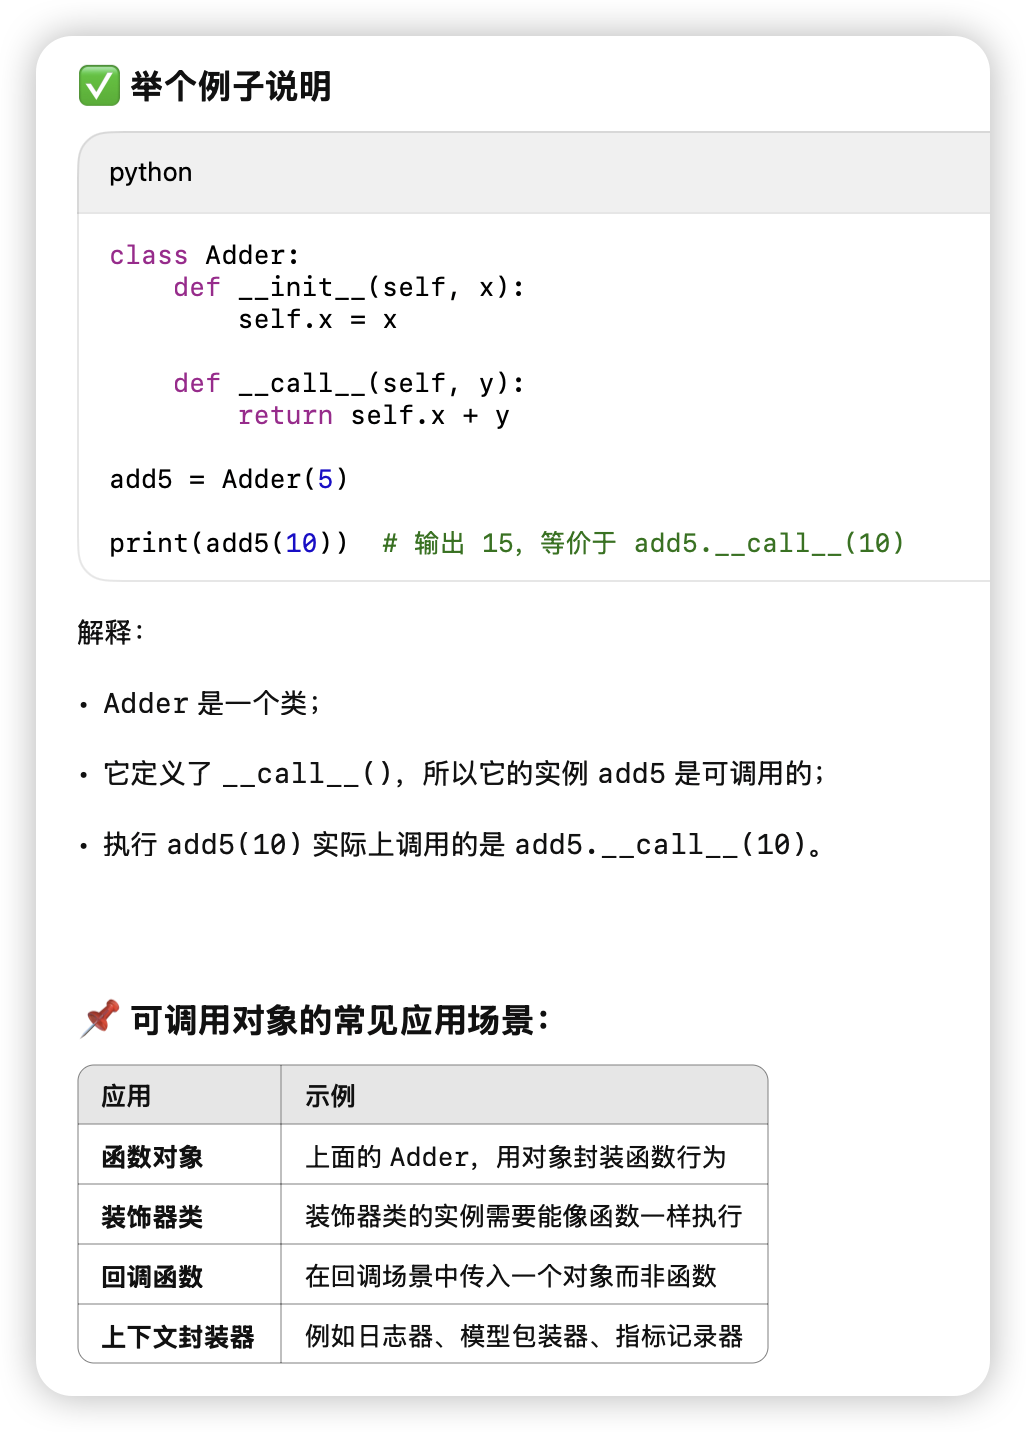 ✅ 举个例子说明
python
class Adder:
    def __init__(self, x):
        self.x = x
    def __call__(self, y):
        return self.x + y
add5 = Adder(5)
print(add5(10))  # 输出 15，等价于 add5.__call__(10)
解释：
• Adder 是一个类；
• 它定义了 __call__()，所以它的实例 add5 是可调用的；
• 执行 add5(10) 实际上调用的是 add5.__call__(10)。
📌 可调用对象的常见应用场景：
应用 示例
函数对象 上面的 Adder，用对象封装函数行为
装饰器类 装饰器类的实例需要能像函数一样执行
回调函数 在回调场景中传入一个对象而非函数
上下文封装器 例如日志器、模型包装器、指标记录器